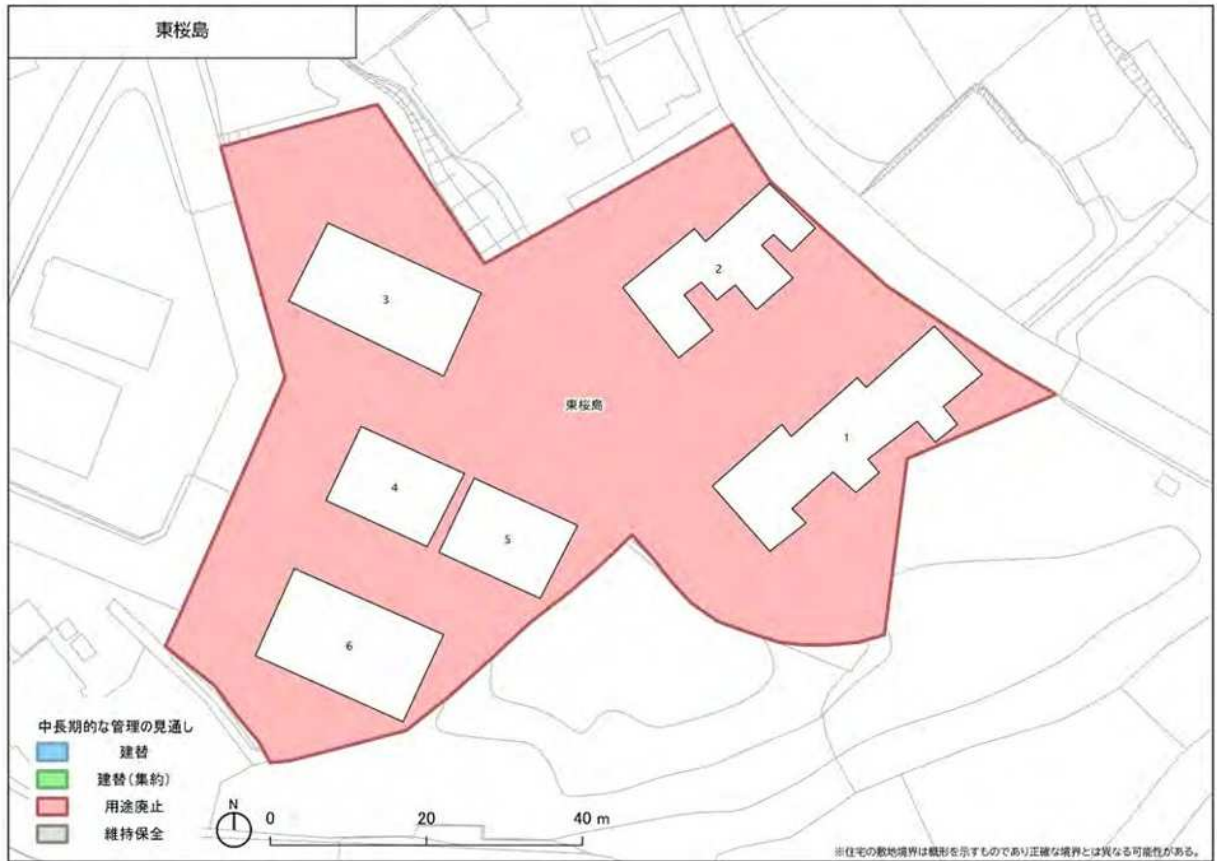 東桜島
2
3
東桜島
1
4
5
6
中長期的な管理の見通し
建替
建替(集約)
用途廃止
維持保全
N
0 20 40 m
※住宅の敷地境界は概形を示すものであり正確な境界とは異なる可能性がある。